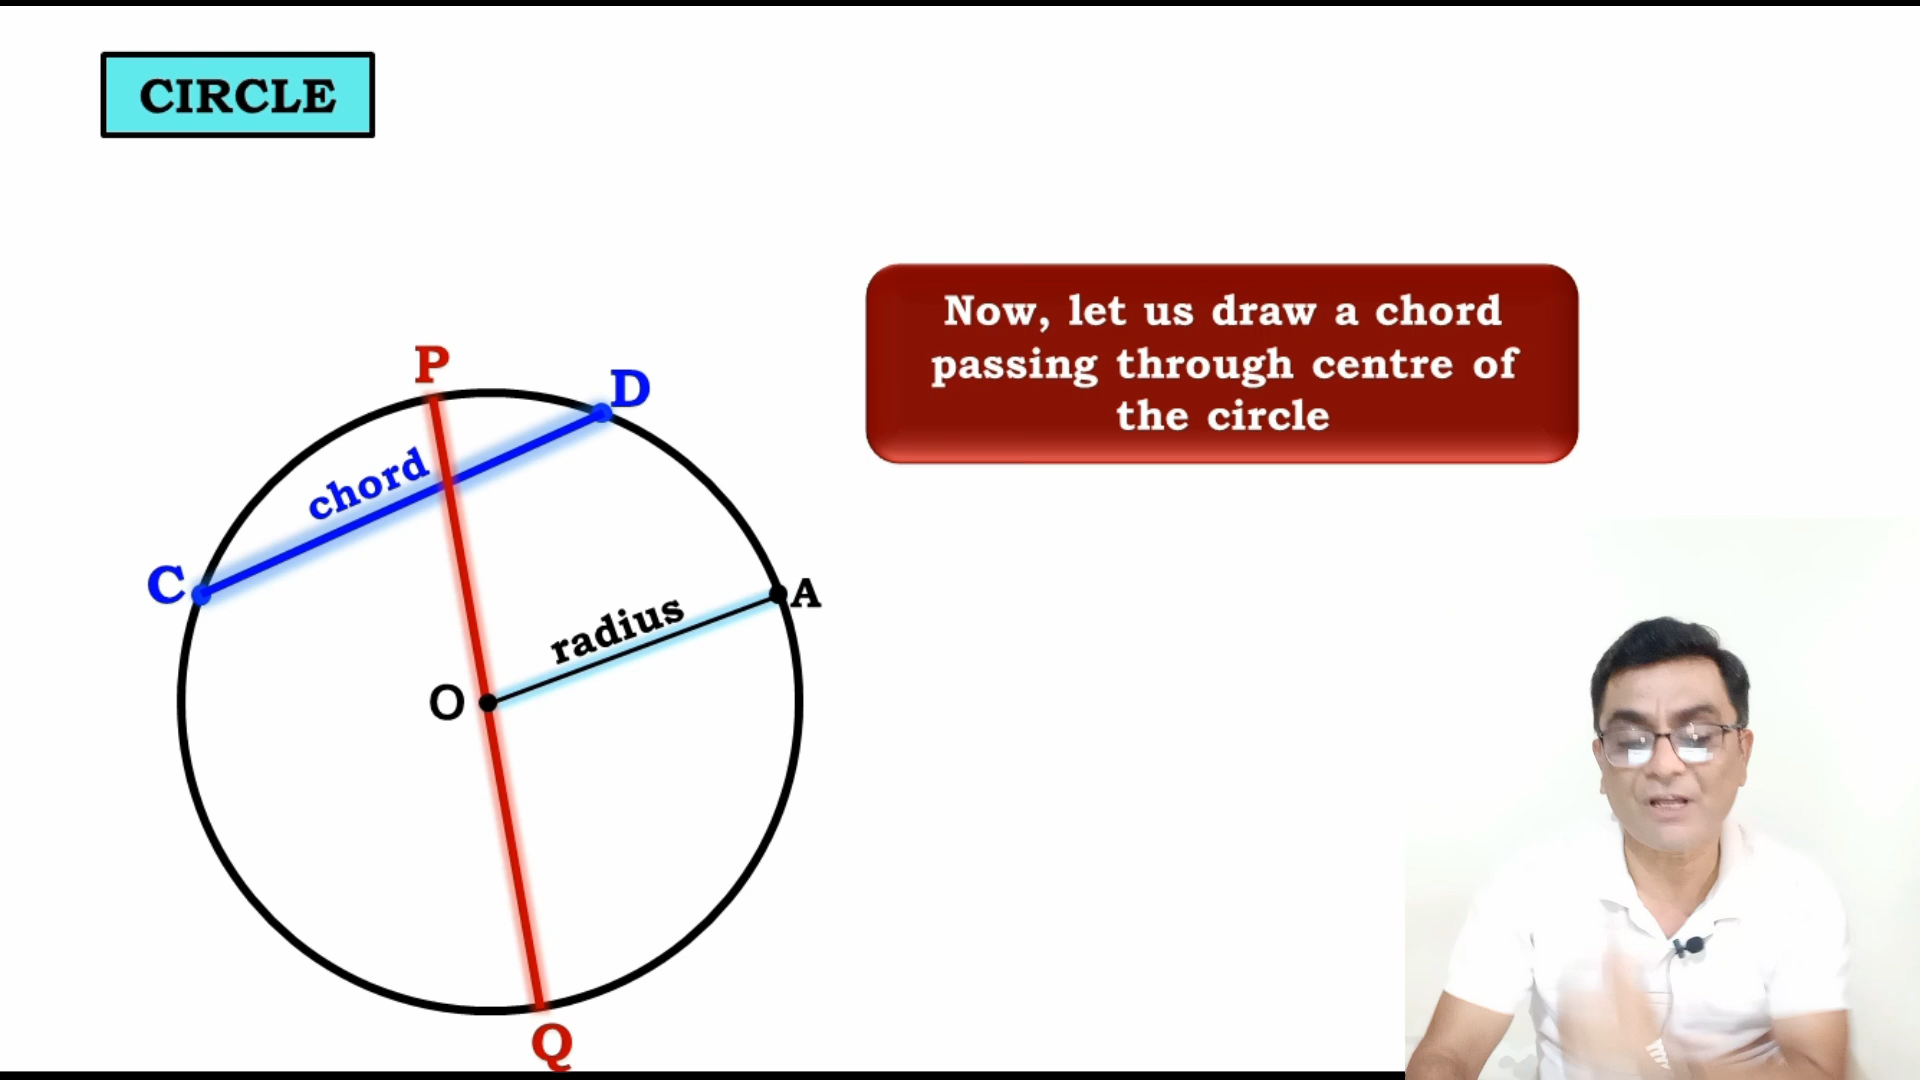 CIRCLE
Now, let us draw a chord
passing through centre of
the circle
P
D
chord
C
radius
A
O
Q